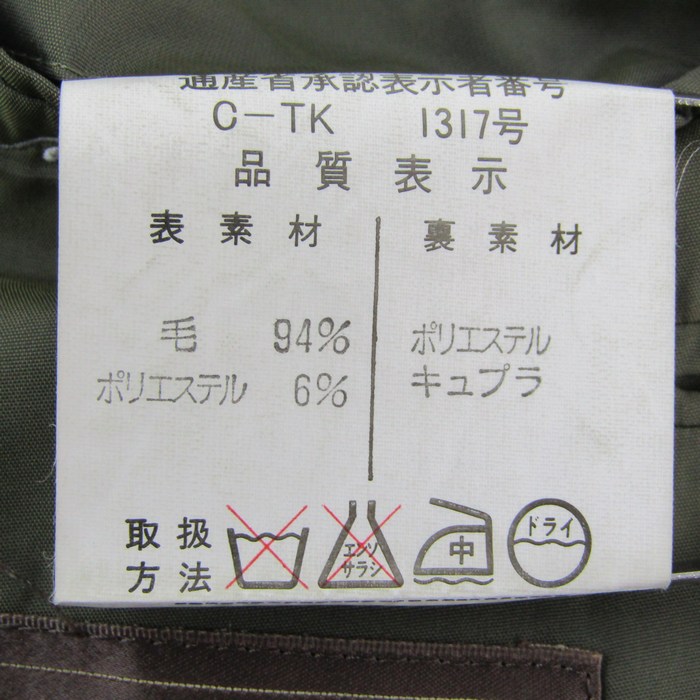 通産省承認表示者番号
C-TK 1317号
品質表示
表素材 裏素材
毛 94% ポリエステル
ポリエステル 6% キュプラ
取扱方法
エンソサラシ
中
ドライ